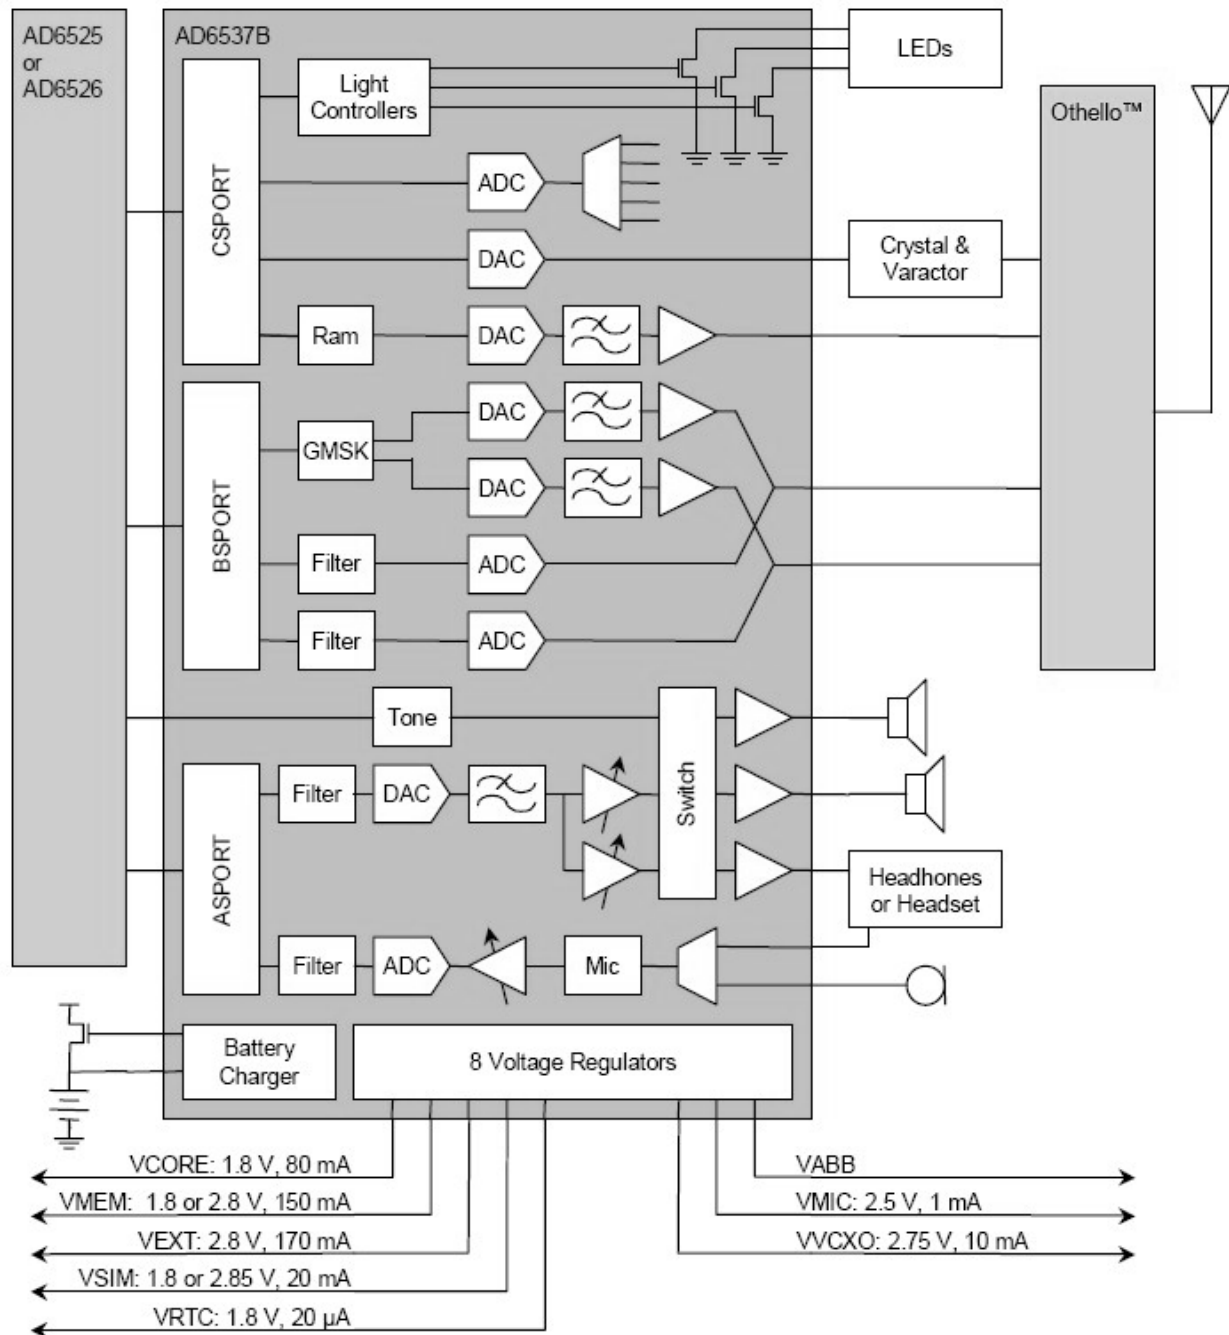 AD6525
or
AD6526
AD6537B
LEDs
Light
Controllers
Othello™
CSPORT
ADC
DAC
Crystal &
Varactor
Ram
DAC
BSPORT
GMSK
DAC
DAC
Filter
ADC
Filter
ADC
Tone
Switch
ASPORT
Filter
DAC
Headhones
or Headset
Filter
ADC
Mic
Battery
Charger
8 Voltage Regulators
VCORE: 1.8 V, 80 mA
VABB
VMEM: 1.8 or 2.8 V, 150 mA
VMIC: 2.5 V, 1 mA
VEXT: 2.8 V, 170 mA
VVCXO: 2.75 V, 10 mA
VSIM: 1.8 or 2.85 V, 20 mA
VRTC: 1.8 V, 20 µA